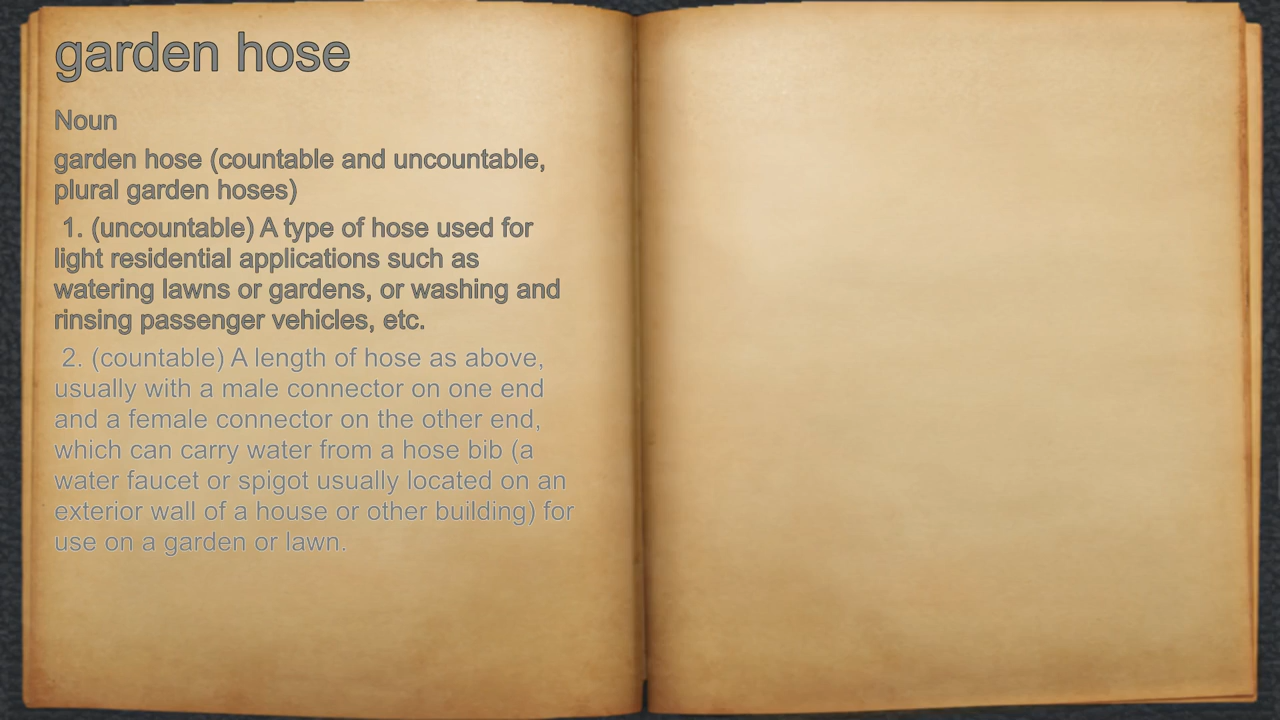 garden hose
Noun
garden hose (countable and uncountable,
plural garden hoses)
1. (uncountable) A type of hose used for
light residential applications such as
watering lawns or gardens, or washing and
rinsing passenger vehicles, etc.
2. (countable) A length of hose as above,
usually with a male connector on one end
and a female connector on the other end,
which can carry water from a hose bib (a
water faucet or spigot usually located on an
exterior wall of a house or other building) for
use on a garden or lawn.